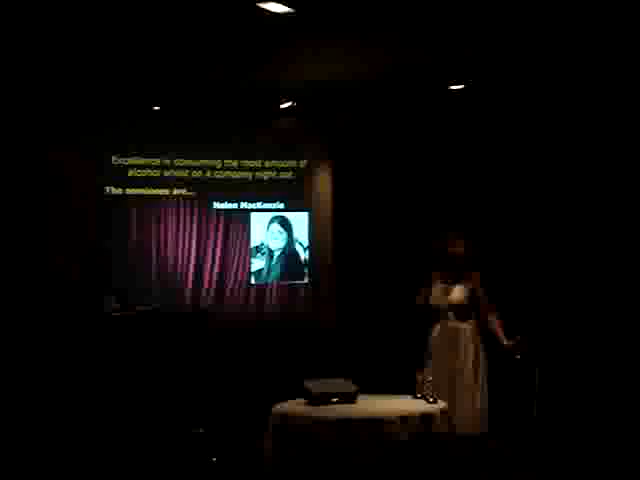 Excellence in consuming the most amount of
alcohol whilst on a company night out.
The nominees are...
Helen MacKenzie